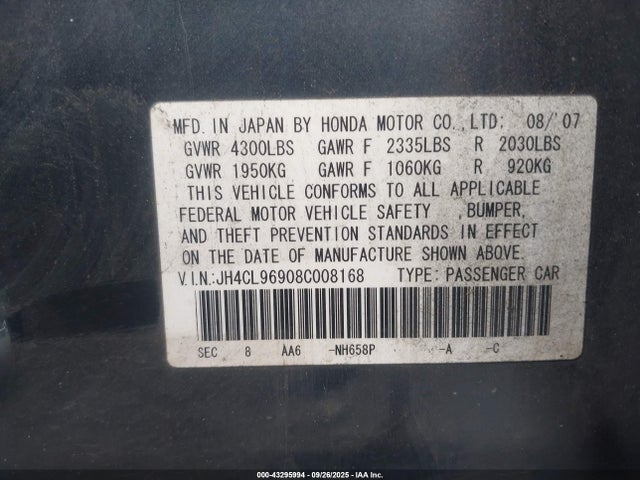 MFD. IN JAPAN BY HONDA MOTOR CO., LTD: 08/'07
GVWR 4300LBS GAWR F 2335LBS R 2030LBS
GVWR 1950KG GAWR F 1060KG R 920KG
THIS VEHICLE CONFORMS TO ALL APPLICABLE
FEDERAL MOTOR VEHICLE SAFETY , BUMPER,
AND THEFT PREVENTION STANDARDS IN EFFECT
ON THE DATE OF MANUFACTURE SHOWN ABOVE.
V.I.N.:JH4CL96908C008168 TYPE: PASSENGER CAR
SEC 8 AA6 -NH658P -A -C
000-43295994 - 09/26/2025 - IAA Inc.